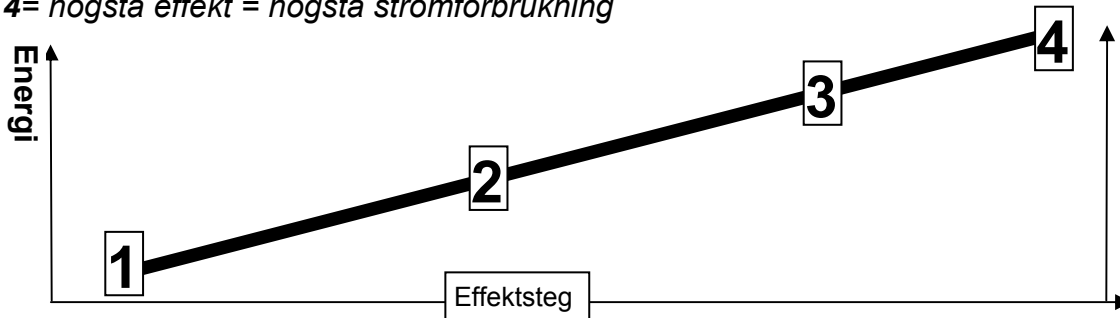 4= högsta effekt = högsta strömförbrukning
Energi
4
3
2
1
Effektsteg